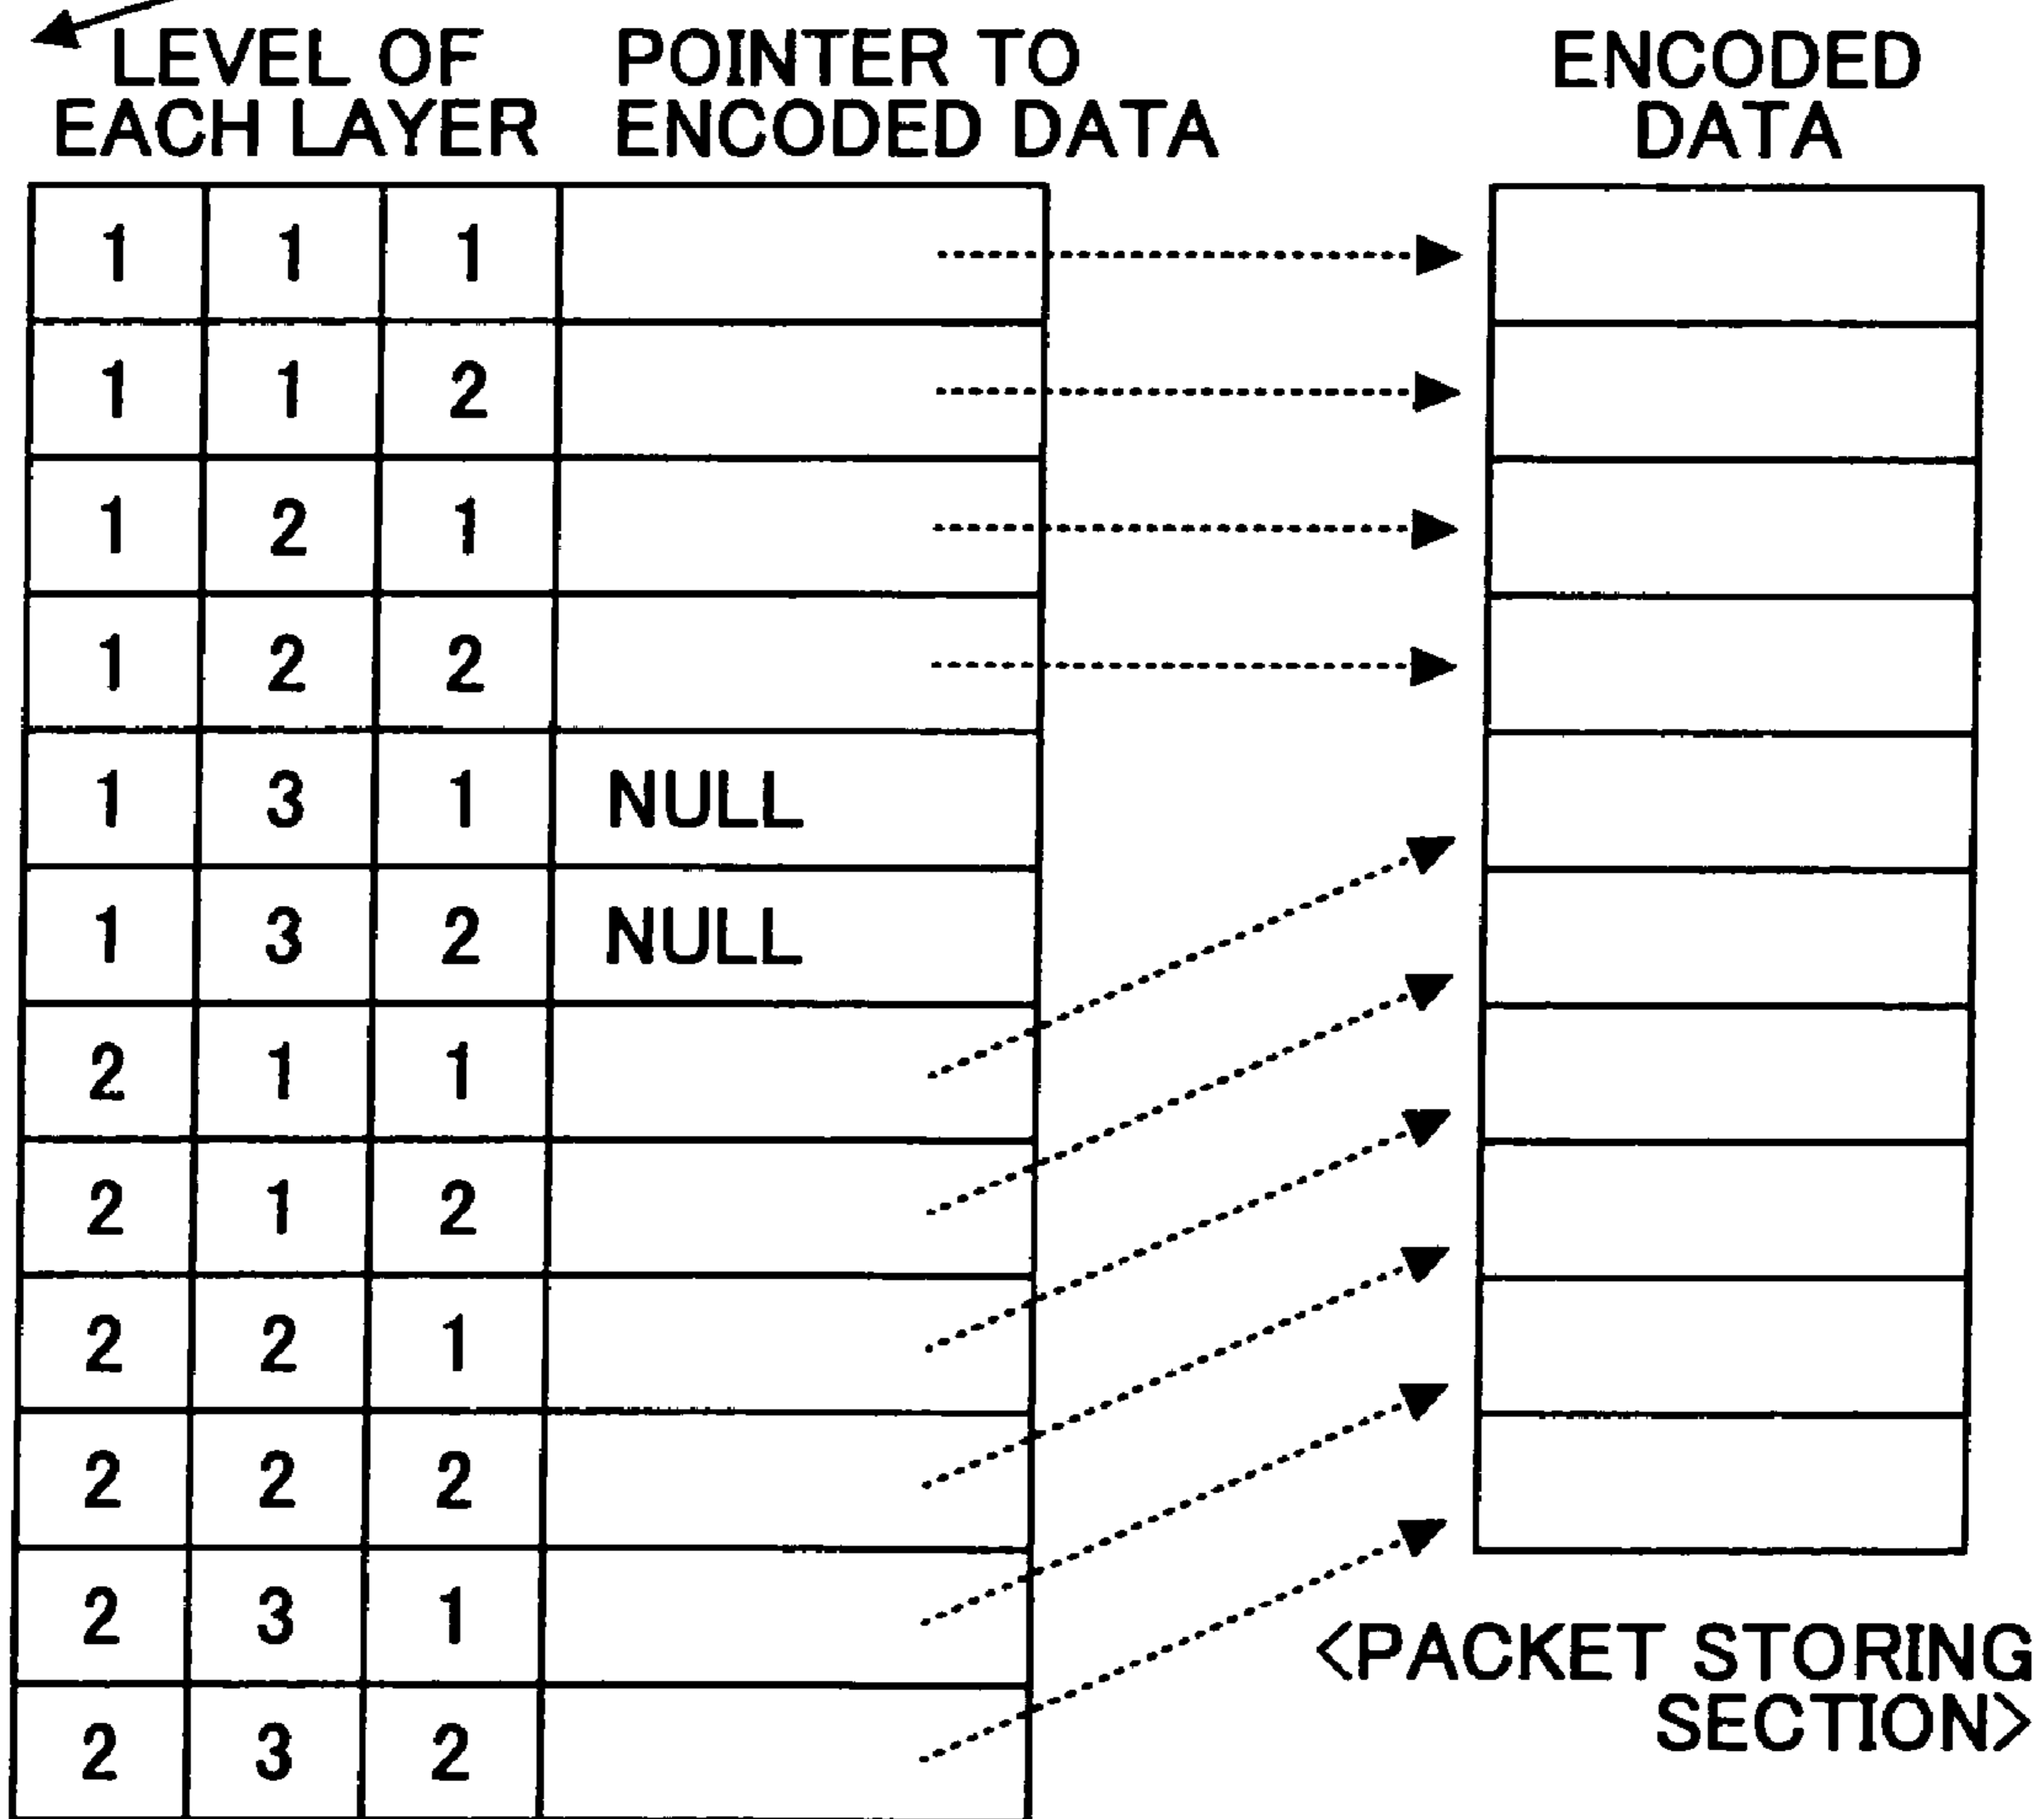 LEVEL OF EACH LAYER
POINTER TO ENCODED DATA
ENCODED DATA
1 1 1
1 1 2
1 2 1
1 2 2
1 3 1 NULL
1 3 2 NULL
2 1 1
2 1 2
2 2 1
2 2 2
2 3 1
2 3 2
<PACKET STORING
SECTION>